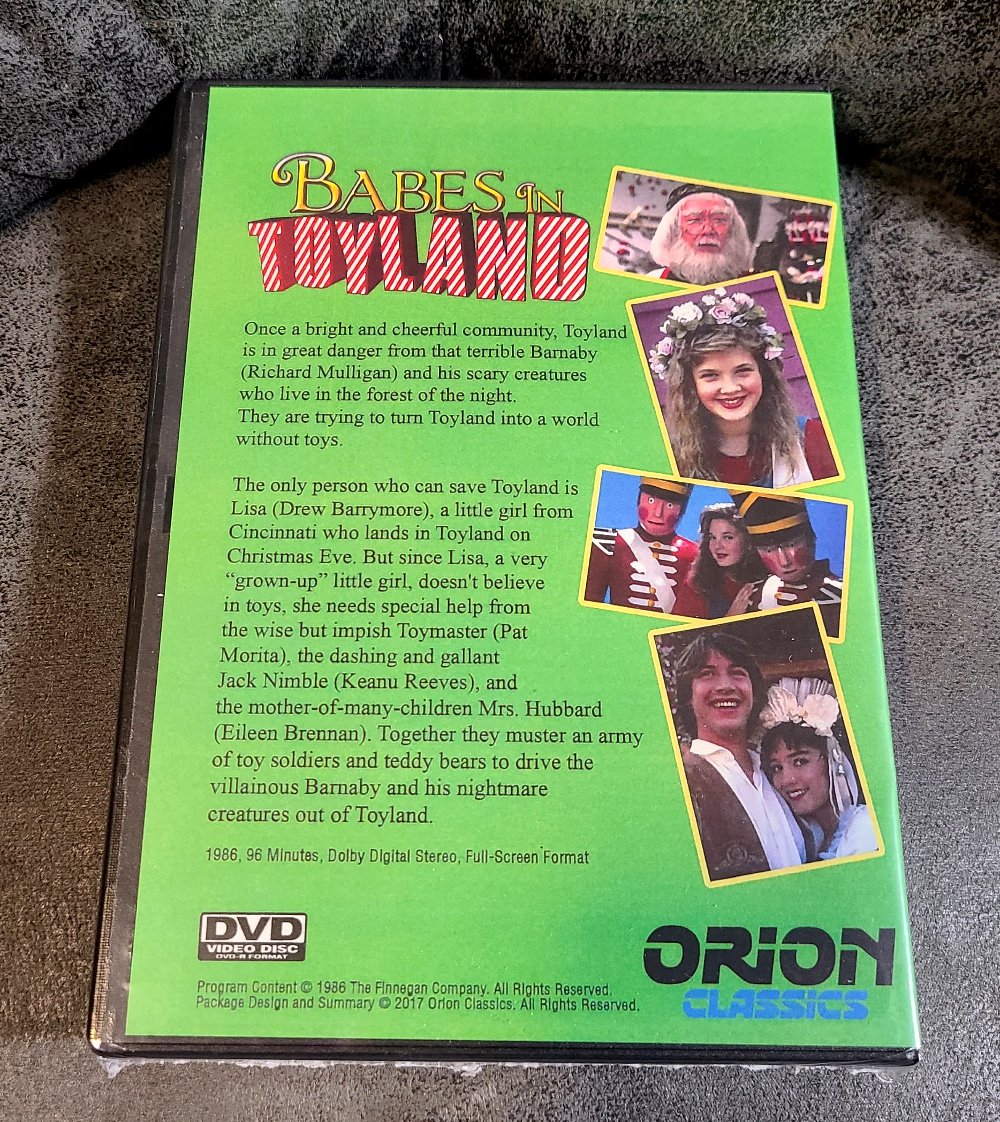 BABES IN
TOYLAND
Once a bright and cheerful community, Toyland
is in great danger from that terrible Barnaby
(Richard Mulligan) and his scary creatures
who live in the forest of the night.
They are trying to turn Toyland into a world
without toys.
The only person who can save Toyland is
Lisa (Drew Barrymore), a little girl from
Cincinnati who lands in Toyland on
Christmas Eve. But since Lisa, a very
“grown-up” little girl, doesn't believe
in toys, she needs special help from
the wise but impish Toymaster (Pat
Morita), the dashing and gallant
Jack Nimble (Keanu Reeves), and
the mother-of-many-children Mrs. Hubbard
(Eileen Brennan). Together they muster an army
of toy soldiers and teddy bears to drive the
villainous Barnaby and his nightmare
creatures out of Toyland.
1986, 96 Minutes, Dolby Digital Stereo, Full-Screen Format
DVD
VIDEO DISC
DVD-R FORMAT
ORION
CLASSICS
Program Content © 1986 The Finnegan Company. All Rights Reserved.
Package Design and Summary © 2017 Orion Classics. All Rights Reserved.